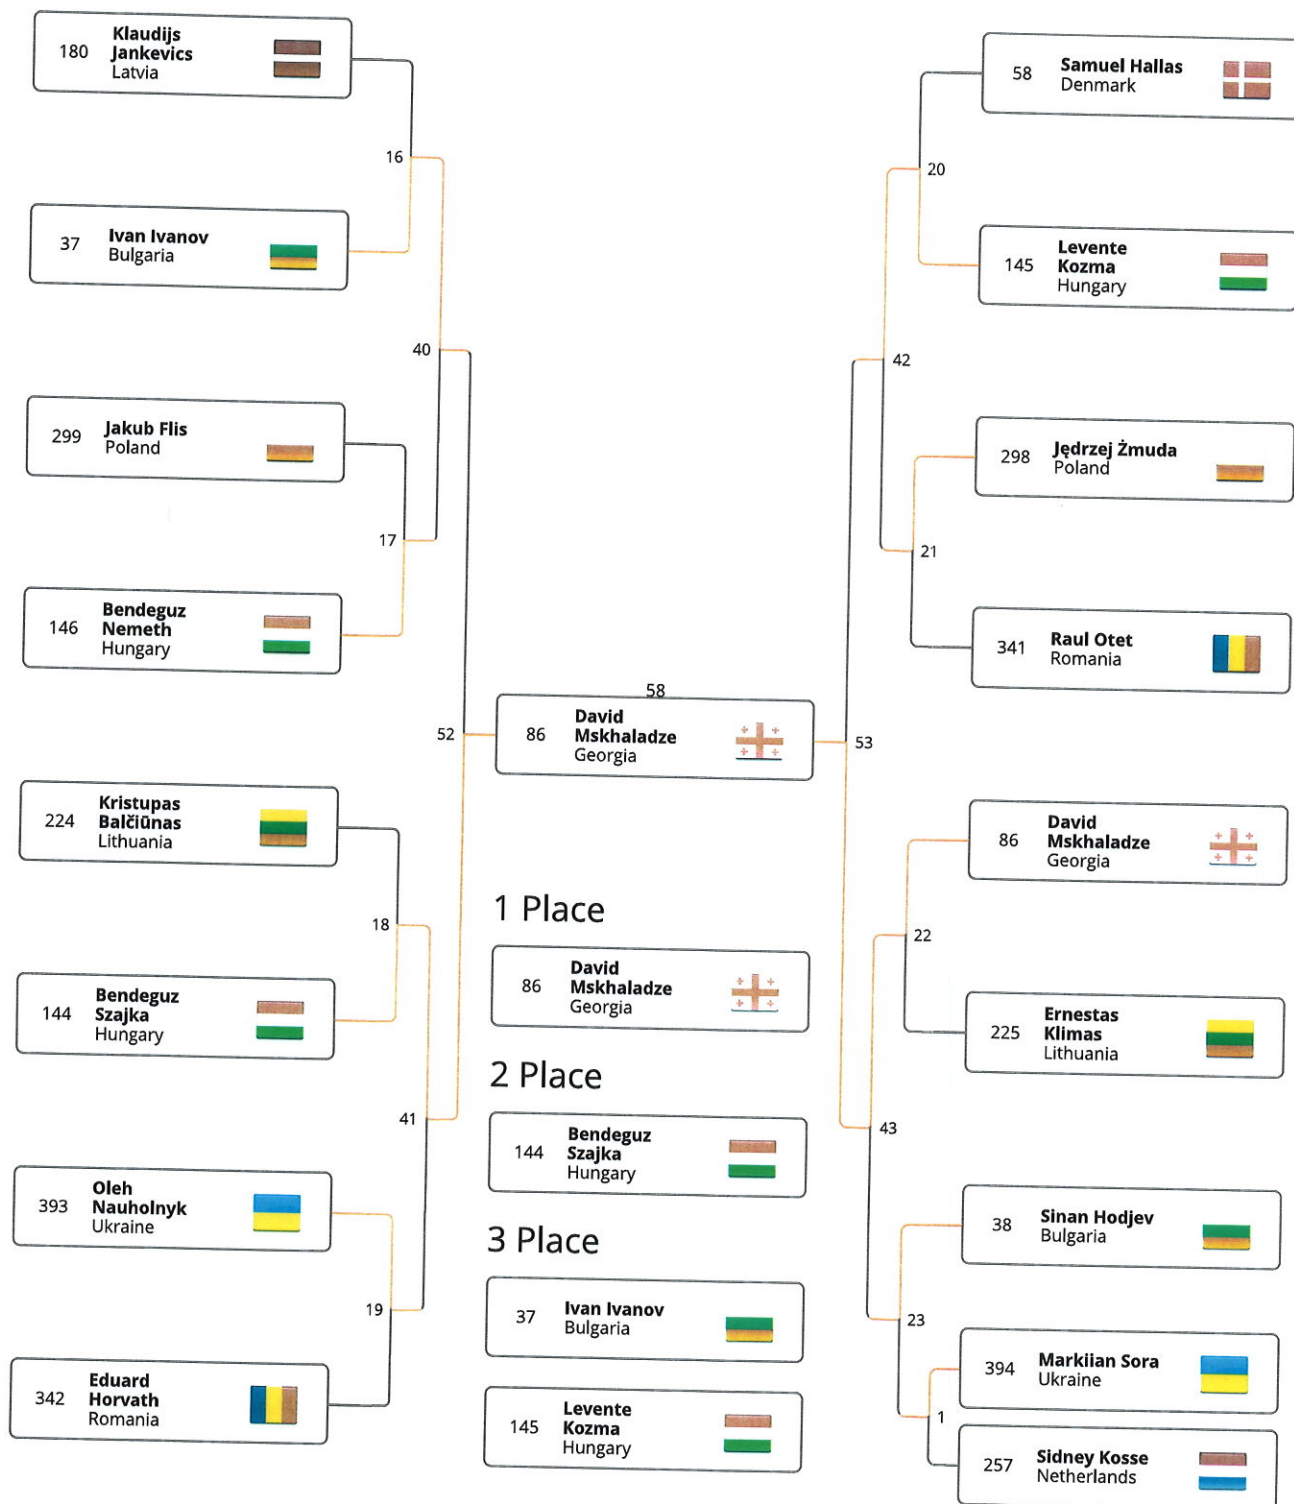 180
Klaudijs
Jankevics
Latvia
16
37
Ivan Ivanov
Bulgaria
40
299
Jakub Flis
Poland
17
146
Bendeguz
Nemeth
Hungary
52
224
Kristupas
Balčiūnas
Lithuania
18
144
Bendeguz
Szajka
Hungary
41
393
Oleh
Nauholnyk
Ukraine
19
342
Eduard
Horvath
Romania
58
86
David
Mskhaladze
Georgia
1 Place
86
David
Mskhaladze
Georgia
2 Place
144
Bendeguz
Szajka
Hungary
3 Place
37
Ivan Ivanov
Bulgaria
145
Levente
Kozma
Hungary
58
Samuel Hallas
Denmark
20
145
Levente
Kozma
Hungary
42
298
Jędrzej Żmuda
Poland
21
341
Raul Otet
Romania
53
86
David
Mskhaladze
Georgia
22
225
Ernestas
Klimas
Lithuania
43
38
Sinan Hodjev
Bulgaria
23
394
Markiian Sora
Ukraine
1
257
Sidney Kosse
Netherlands